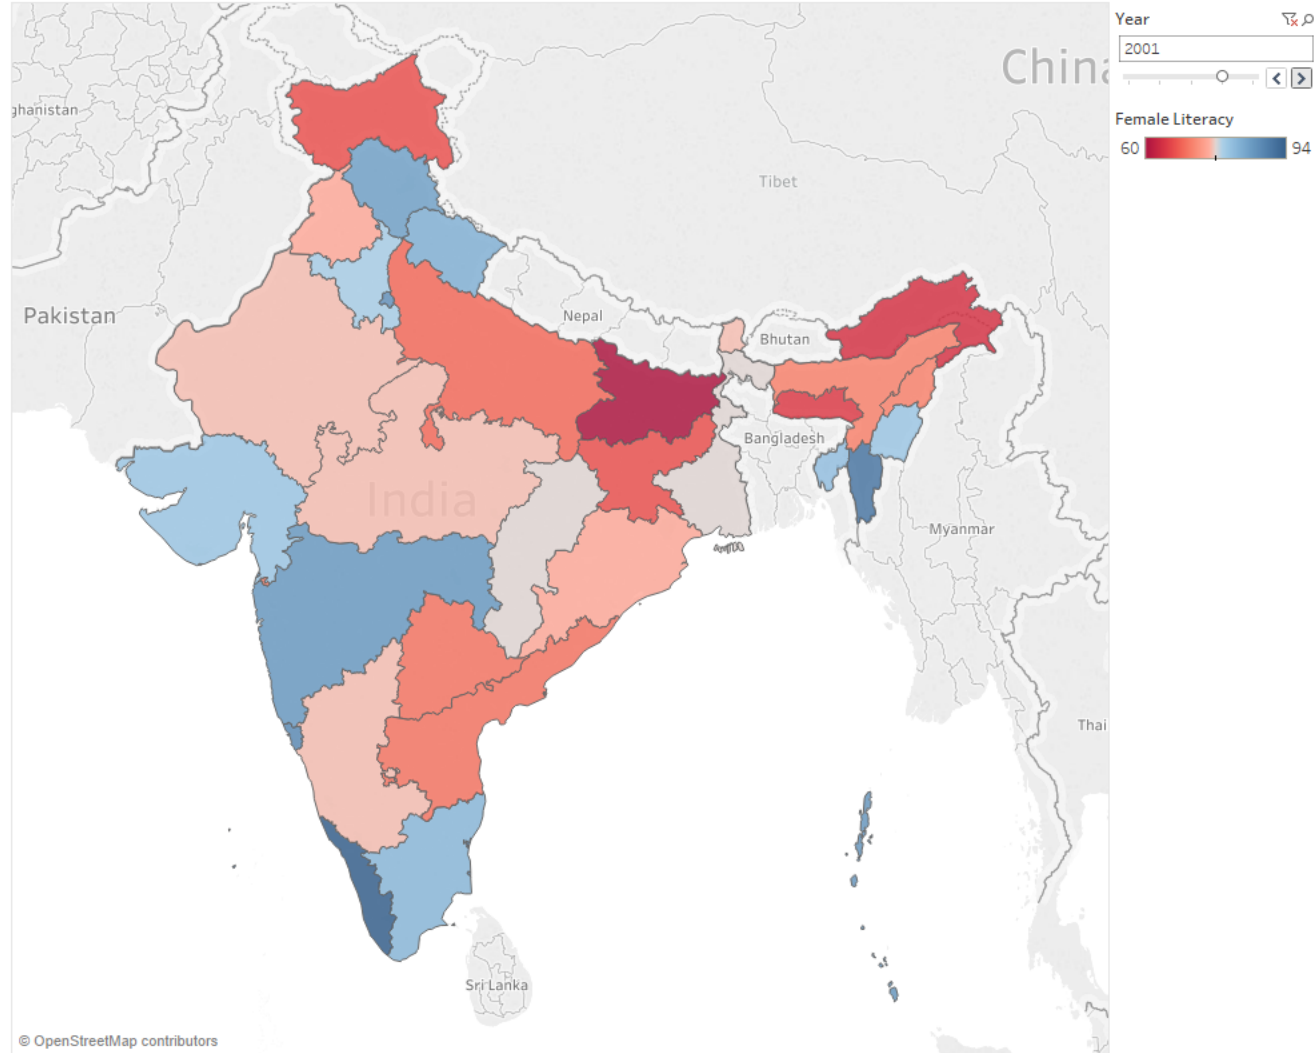 Year
2001
Female Literacy
60
94
China
ghanistan
Tibet
Pakistan
Nepal
Bhutan
Bangladesh
India
Myanmar
Thai
Sri Lanka
© OpenStreetMap contributors